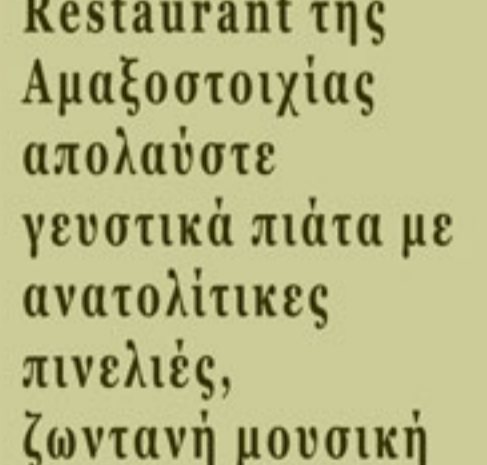 Restaurant της
Αμαξοστοιχίας
απολαύστε
γευστικά πιάτα με
ανατολίτικες
πινελιές,
ζωντανή μουσική